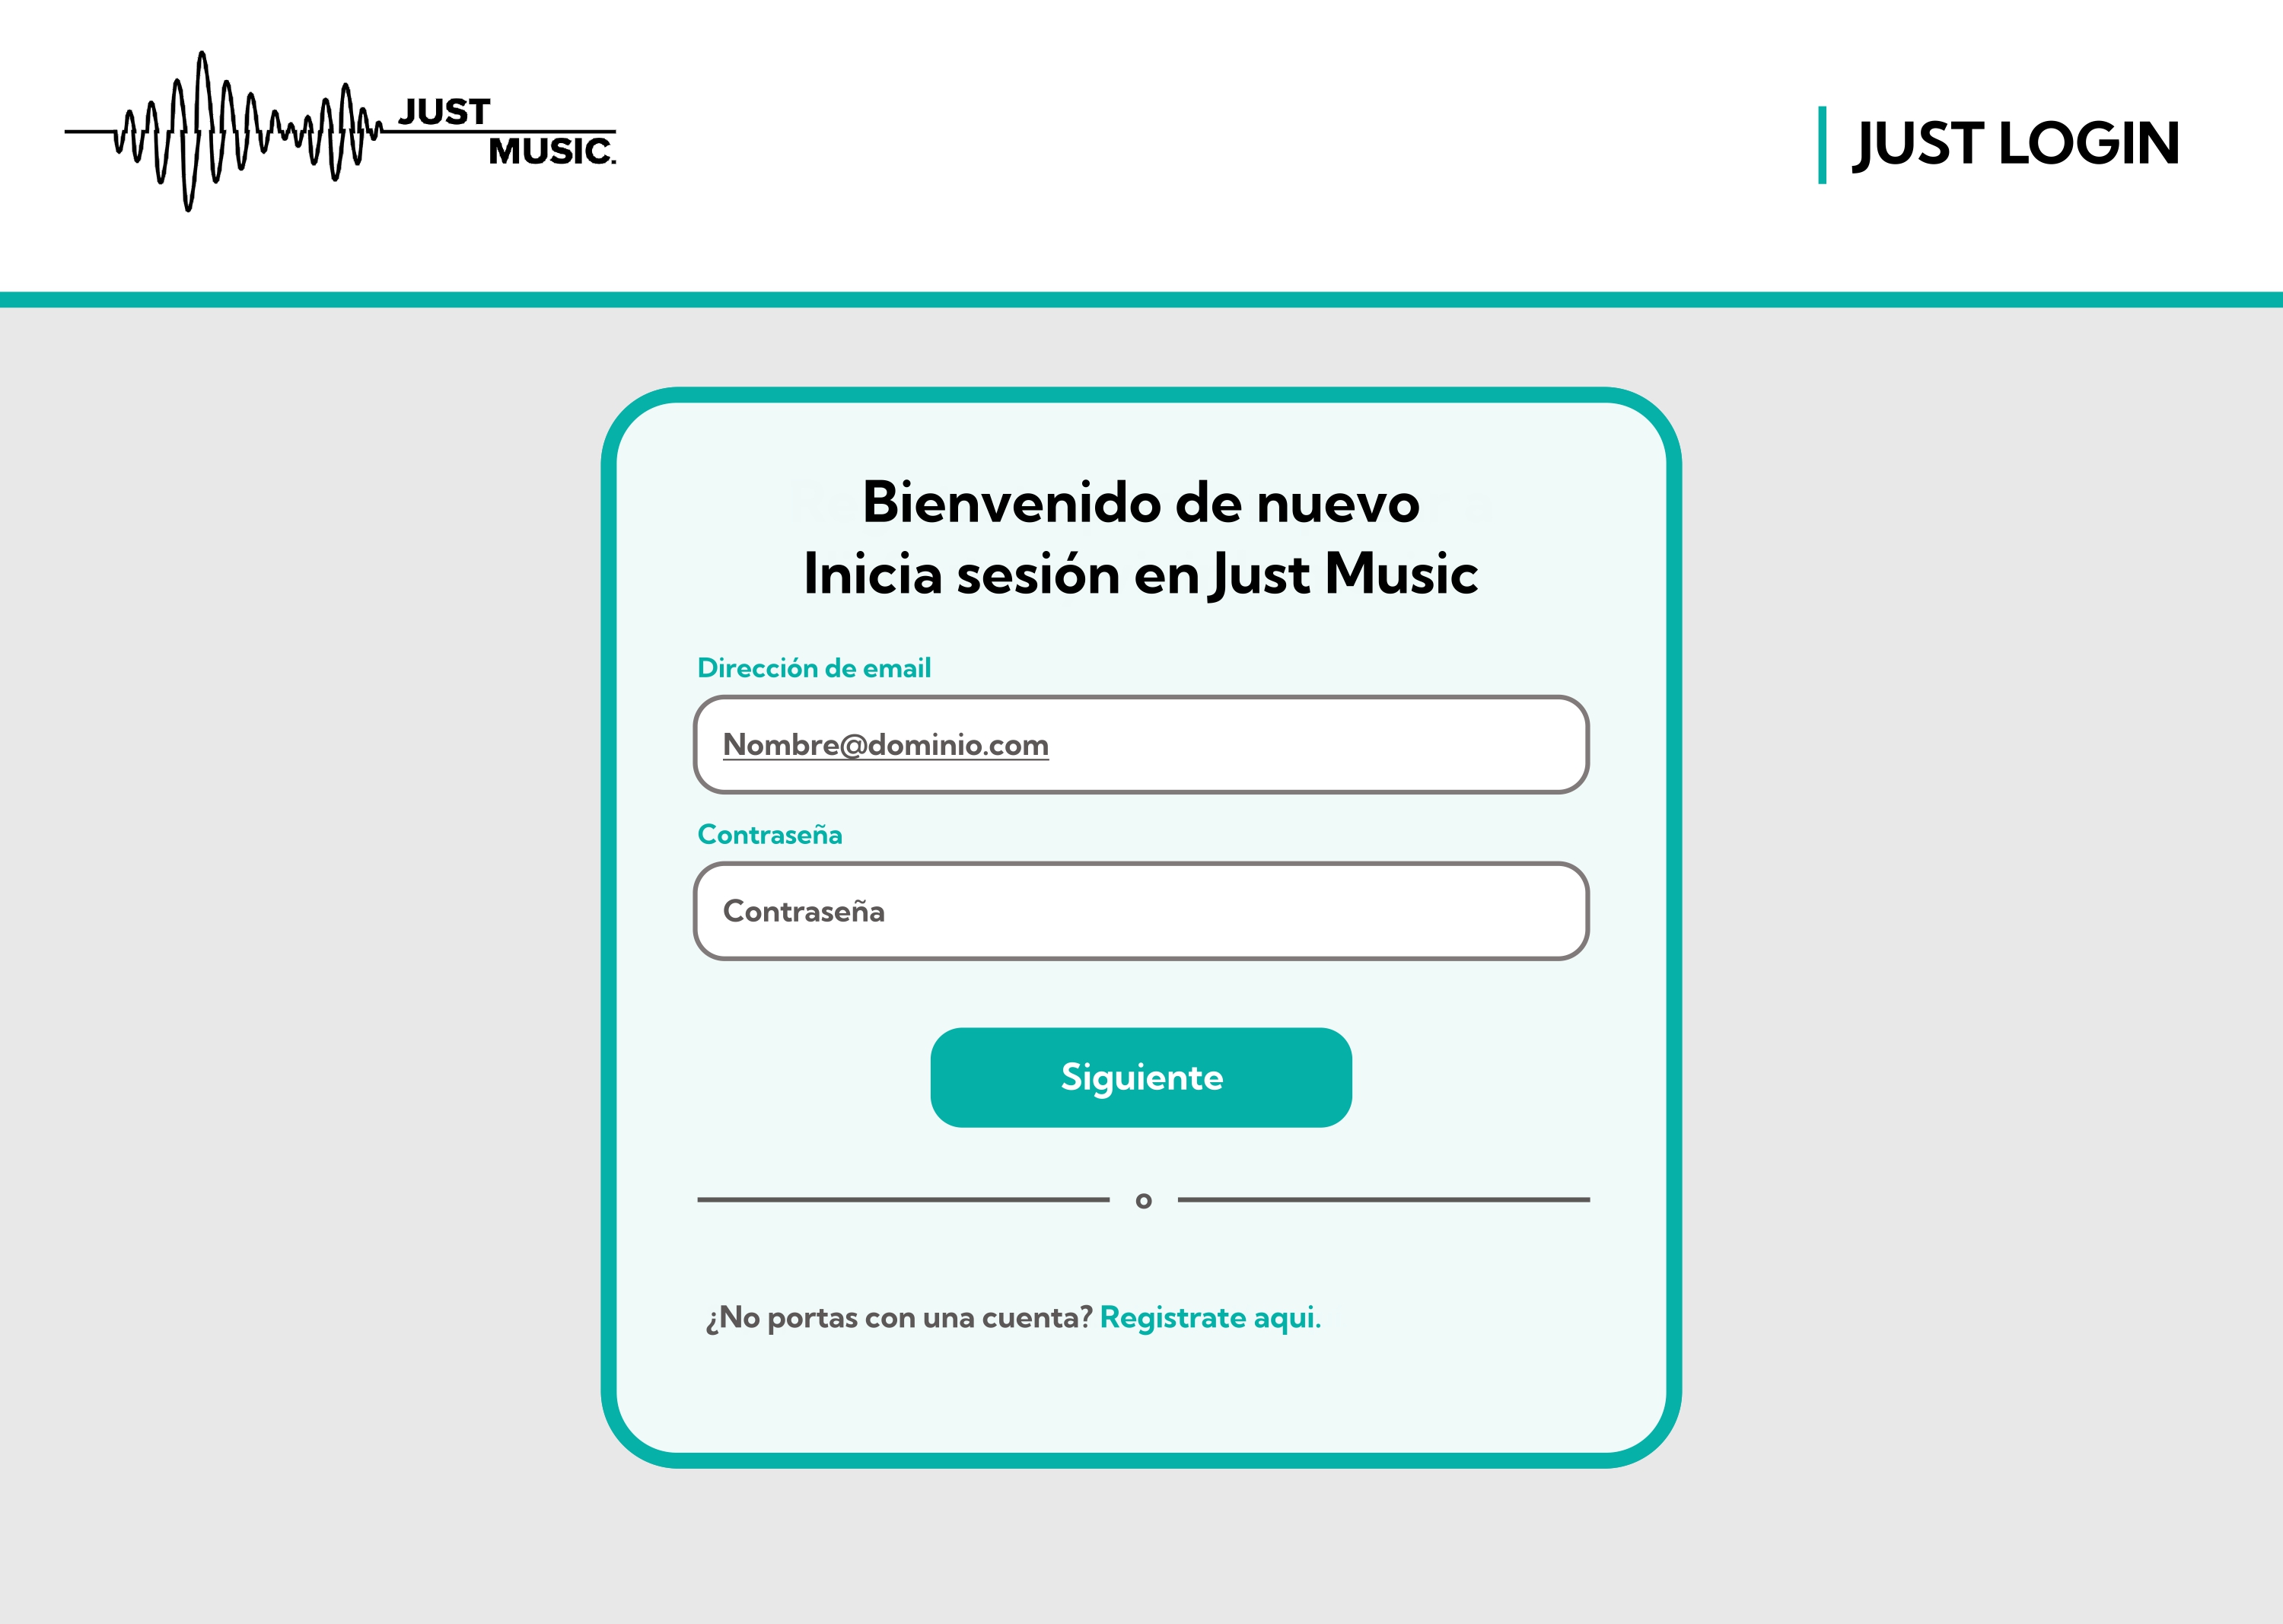 JUST
MUSIC.
JUST LOGIN
Bienvenido de nuevo
Inicia sesión en Just Music
Dirección de email
Nombre@dominio.com
Contraseña
Contraseña
Siguiente
o
¿No portas con una cuenta? Registrate aqui.